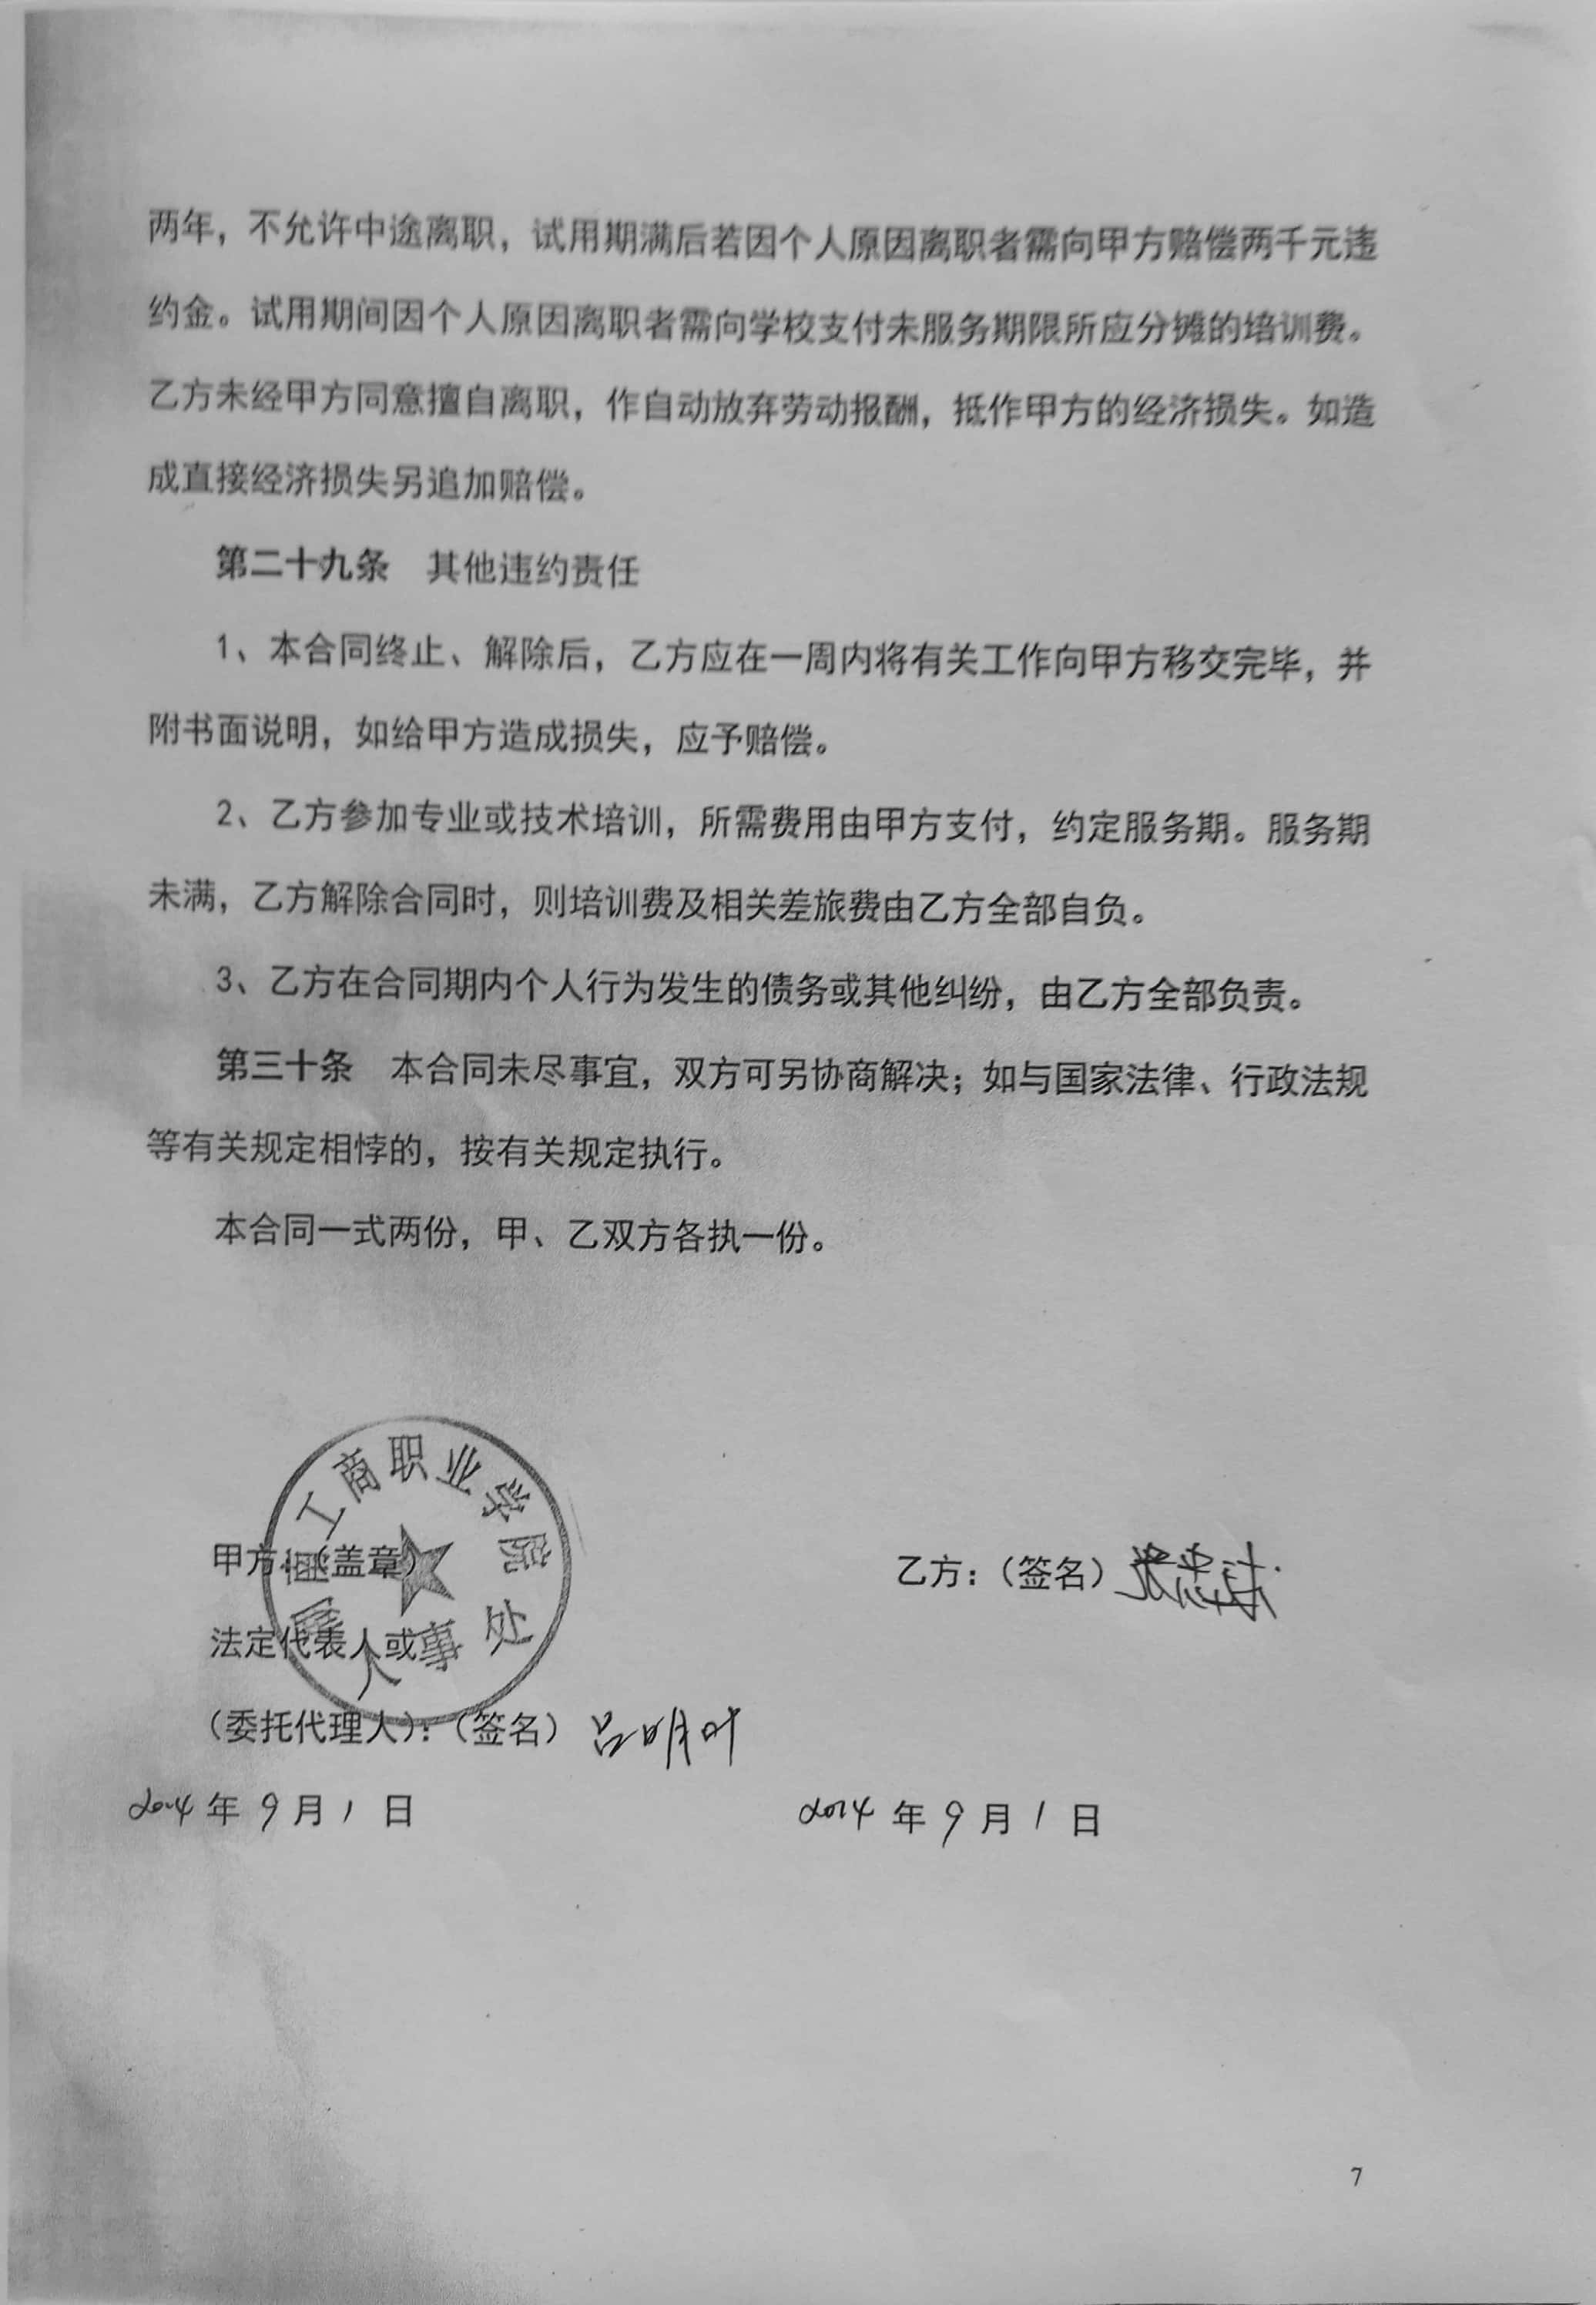 两年，不允许中途离职，试用期满后若因个人原因离职者需向甲方赔偿两千元违
约金。试用期间因个人原因离职者需向学校支付未服务期限所应分摊的培训费。
乙方未经甲方同意擅自离职，作自动放弃劳动报酬，抵作甲方的经济损失。如造
成直接经济损失另追加赔偿。
第二十九条　其他违约责任
1、本合同终止、解除后，乙方应在一周内将有关工作向甲方移交完毕，并
附书面说明，如给甲方造成损失，应予赔偿。
2、乙方参加专业或技术培训，所需费用由甲方支付，约定服务期。服务期
未满，乙方解除合同时，则培训费及相关差旅费由乙方全部自负。
3、乙方在合同期内个人行为发生的债务或其他纠纷，由乙方全部负责。
第三十条　本合同未尽事宜，双方可另协商解决；如与国家法律、行政法规
等有关规定相悖的，按有关规定执行。
本合同一式两份，甲、乙双方各执一份。
工商职业学院
人事处
甲方：（盖章）
乙方：（签名）
法定代表人或
（委托代理人）：（签名）吕明叶
年 9 月 1 日
2024 年 9 月 1 日
7